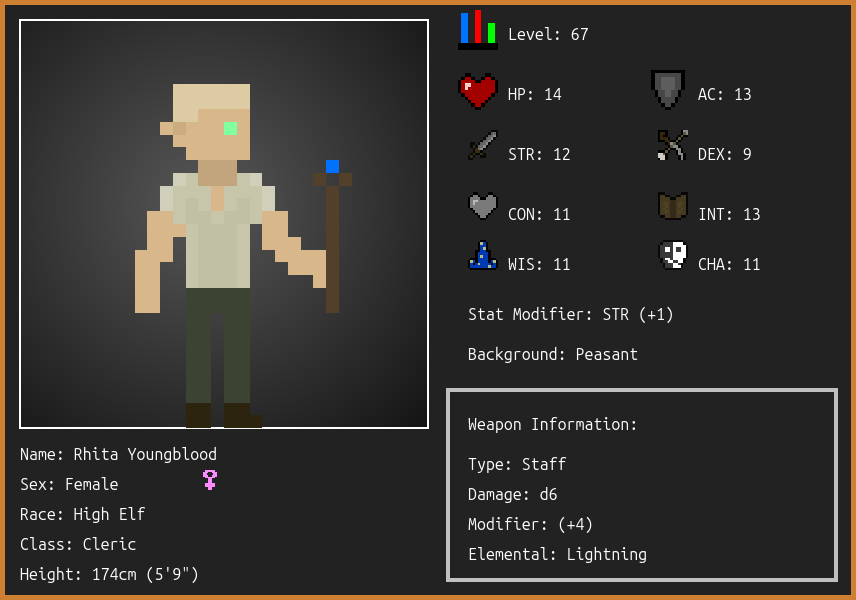 Level: 67
HP: 14
AC: 13
STR: 12
DEX: 9
CON: 11
INT: 13
WIS: 11
CHA: 11
Stat Modifier: STR (+1)
Background: Peasant
Weapon Information:
Type: Staff
Damage: d6
Modifier: (+4)
Elemental: Lightning
Name: Rhita Youngblood
Sex: Female
Race: High Elf
Class: Cleric
Height: 174cm (5'9")